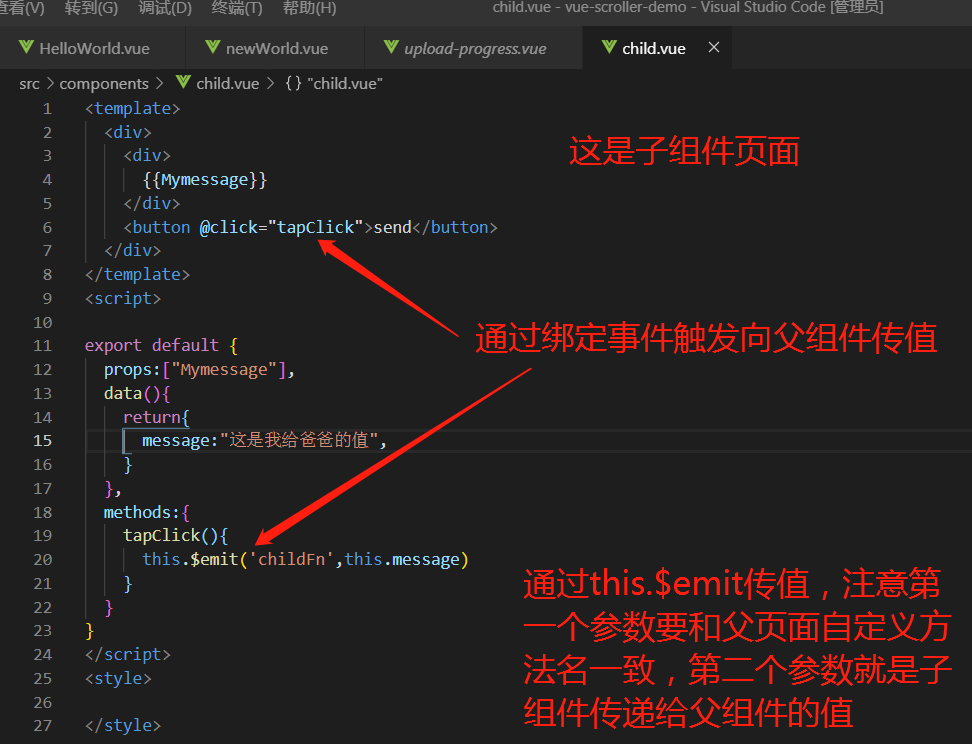 查看(V) 转到(G) 调试(D) 终端(T) 帮助(H) child.vue - vue-scroller-demo - Visual Studio Code [管理员]
HelloWorld.vue newWorld.vue upload-progress.vue child.vue ×
src > components > child.vue > {} "child.vue"
1 <template>
2 <div>
3 <div>
这是子组件页面
4 {{Mymessage}}
5 </div>
6 <button @click="tapClick">send</button>
7 </div>
8 </template>
9 <script>
10
通过绑定事件触发向父组件传值
11 export default {
12 props:["Mymessage"],
13 data(){
14 return{
15 message:"这是我给爸爸的值",
16 }
17 },
18 methods:{
19 tapClick(){
20 this.$emit('childFn',this.message)
21 }
22 }
23 }
24 </script>
25 <style>
26
27 </style>
通过this.$emit传值，注意第
一个参数要和父页面自定义方
法名一致，第二个参数就是子
组件传递给父组件的值